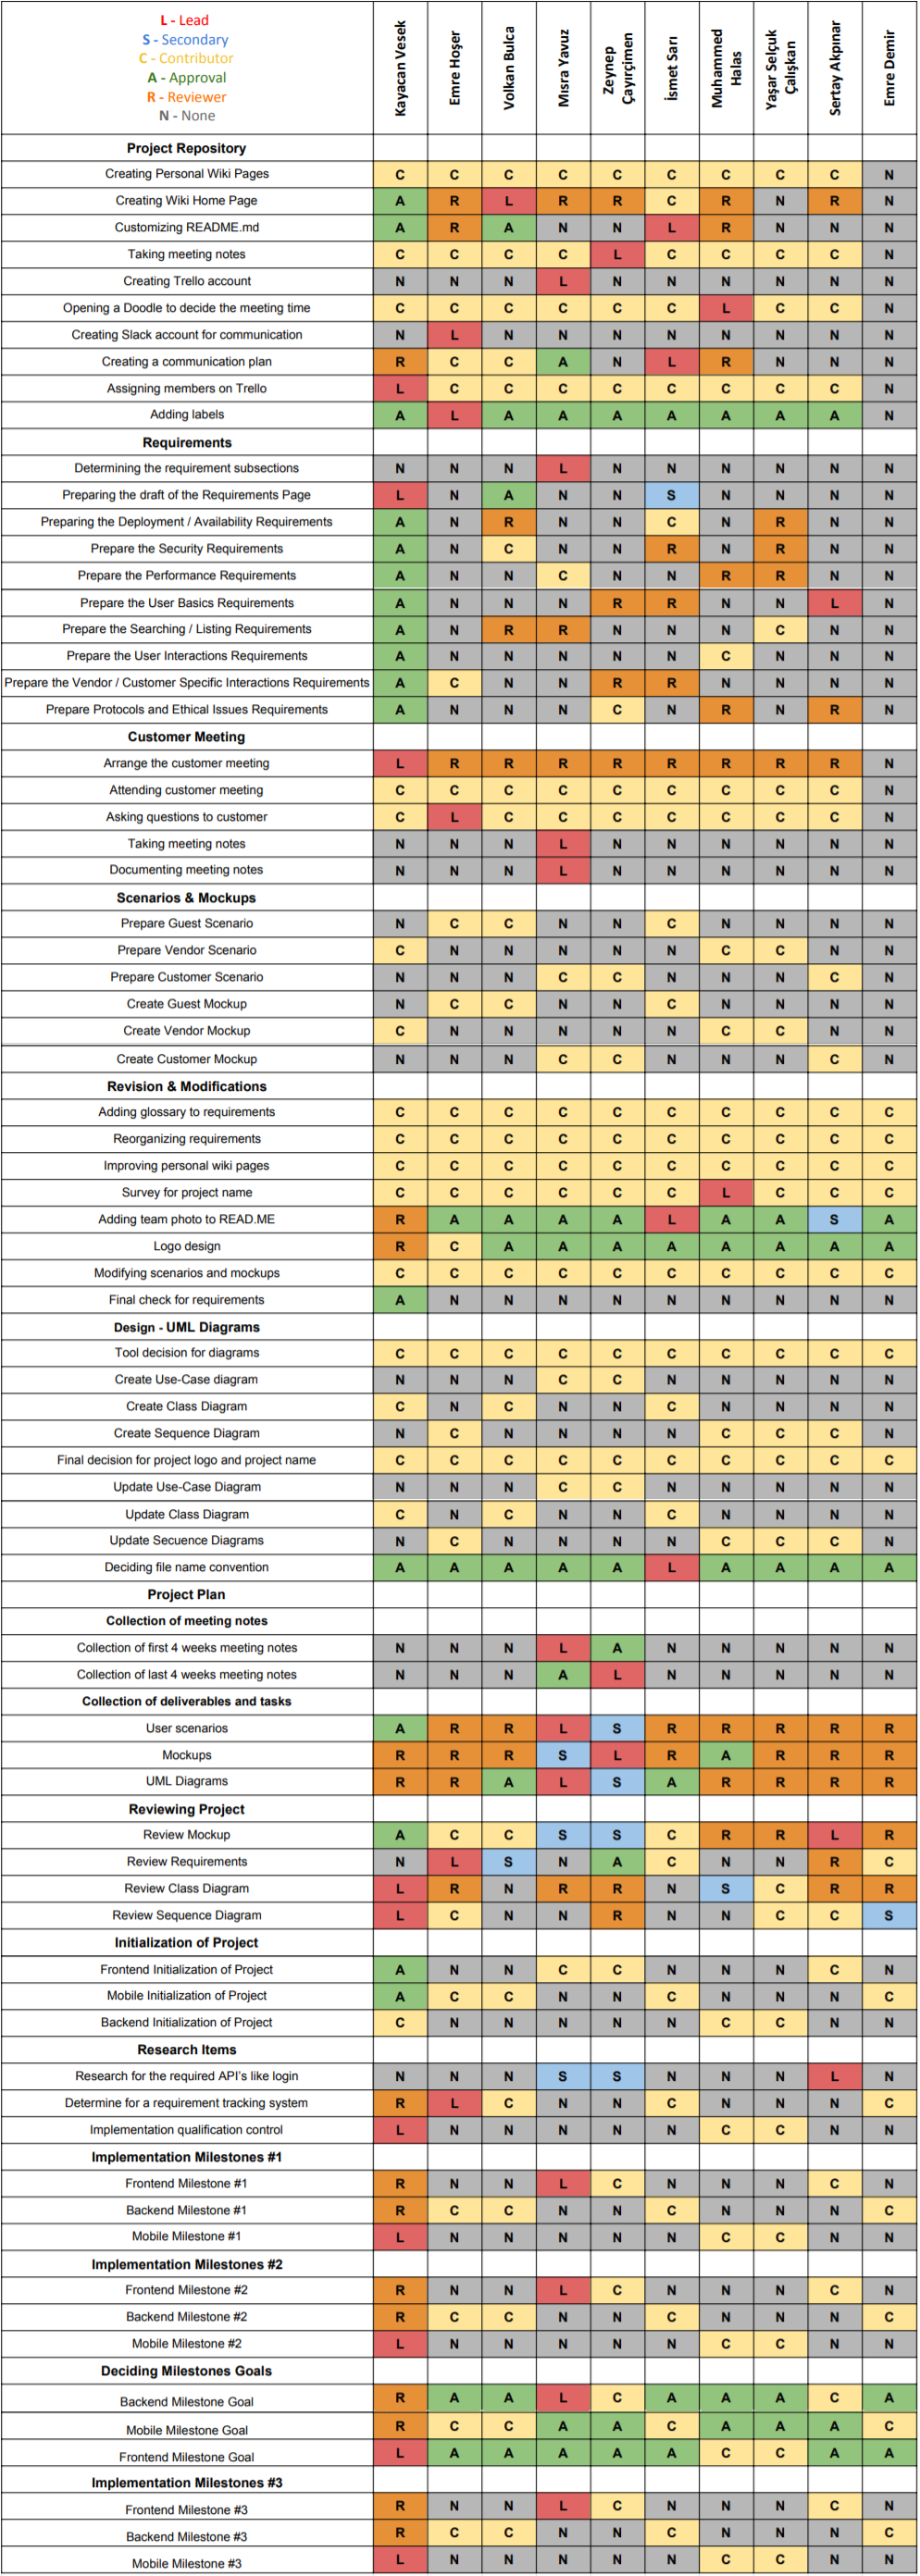 L - Lead
S - Secondary
C - Contributor
A - Approval
R - Reviewer
N - None
Kayacan Vesek
Emre Hoşer
Volkan Bulca
Mısra Yavuz
Zeynep Çayırçimen
İsmet Sarı
Muhammed Halas
Yaşar Selçuk Çalışkan
Sertay Akpınar
Emre Demir
Project Repository
Creating Personal Wiki Pages C C C C C C C C C N
Creating Wiki Home Page A R L R R C R N R N
Customizing README.md A R A N N L R N N N
Taking meeting notes C C C C L C C C C N
Creating Trello account N N N L N N N N N N
Opening a Doodle to decide the meeting time C C C C C C L C C N
Creating Slack account for communication N L N N N N N N N N
Creating a communication plan R C C A N L R N N N
Assigning members on Trello L C C C C C C C C N
Adding labels A L A A A A A A A N
Requirements
Determining the requirement subsections N N N L N N N N N N
Preparing the draft of the Requirements Page L N A N N S N N N N
Preparing the Deployment / Availability Requirements A N R N N C N R N N
Prepare the Security Requirements A N C N N R N R N N
Prepare the Performance Requirements A N N C N N R R N N
Prepare the User Basics Requirements A N N N R R N N L N
Prepare the Searching / Listing Requirements A N R R N N N C N N
Prepare the User Interactions Requirements A N N N N N C N N N
Prepare the Vendor / Customer Specific Interactions Requirements A C N N R R N N N N
Prepare Protocols and Ethical Issues Requirements A N N N C N R N R N
Customer Meeting
Arrange the customer meeting L R R R R R R R R N
Attending customer meeting C C C C C C C C C N
Asking questions to customer C L C C C C C C C N
Taking meeting notes N N N L N N N N N N
Documenting meeting notes N N N L N N N N N N
Scenarios & Mockups
Prepare Guest Scenario N C C N N C N N N N
Prepare Vendor Scenario C N N N N N C C N N
Prepare Customer Scenario N N N C C N N N C N
Create Guest Mockup N C C N N C N N N N
Create Vendor Mockup C N N N N N C C N N
Create Customer Mockup N N N C C N N N C N
Revision & Modifications
Adding glossary to requirements C C C C C C C C C C
Reorganizing requirements C C C C C C C C C C
Improving personal wiki pages C C C C C C C C C C
Survey for project name C C C C C C L C C C
Adding team photo to READ.ME R A A A A L A A S A
Logo design R C A A A A A A A A
Modifying scenarios and mockups C C C C C C C C C C
Final check for requirements A N N N N N N N N N
Design - UML Diagrams
Tool decision for diagrams C C C C C C C C C C
Create Use-Case diagram N N N C C N N N N N
Create Class Diagram C N C N N C N N N N
Create Sequence Diagram N C N N N N C C C N
Final decision for project logo and project name C C C C C C C C C C
Update Use-Case Diagram N N N C C N N N N N
Update Class Diagram C N C N N C N N N N
Update Secuence Diagrams N C N N N N C C C N
Deciding file name convention A A A A A L A A A A
Project Plan
Collection of meeting notes
Collection of first 4 weeks meeting notes N N N L A N N N N N
Collection of last 4 weeks meeting notes N N N A L N N N N N
Collection of deliverables and tasks
User scenarios A R R L S R R R R R
Mockups R R R S L R A R R R
UML Diagrams R R A L S A R R R R
Reviewing Project
Review Mockup A C C S S C R R L R
Review Requirements N L S N A C N N R C
Review Class Diagram L R N R R N S C R R
Review Sequence Diagram L C N N R N N C C S
Initialization of Project
Frontend Initialization of Project A N N C C N N N C N
Mobile Initialization of Project A C C N N C N N N C
Backend Initialization of Project C N N N N N C C N N
Research Items
Research for the required API's like login N N N S S N N N L N
Determine for a requirement tracking system R L C N N C N N N C
Implementation qualification control L N N N N N C C N N
Implementation Milestones #1
Frontend Milestone #1 R N N L C N N N C N
Backend Milestone #1 R C C N N C N N N C
Mobile Milestone #1 L N N N N N C C N N
Implementation Milestones #2
Frontend Milestone #2 R N N L C N N N C N
Backend Milestone #2 R C C N N C N N N C
Mobile Milestone #2 L N N N N N C C N N
Deciding Milestones Goals
Backend Milestone Goal R A A L C A A A C A
Mobile Milestone Goal R C C A A C A A A C
Frontend Milestone Goal L A A A A A C C A A
Implementation Milestones #3
Frontend Milestone #3 R N N L C N N N C N
Backend Milestone #3 R C C N N C N N N C
Mobile Milestone #3 L N N N N N C C N N